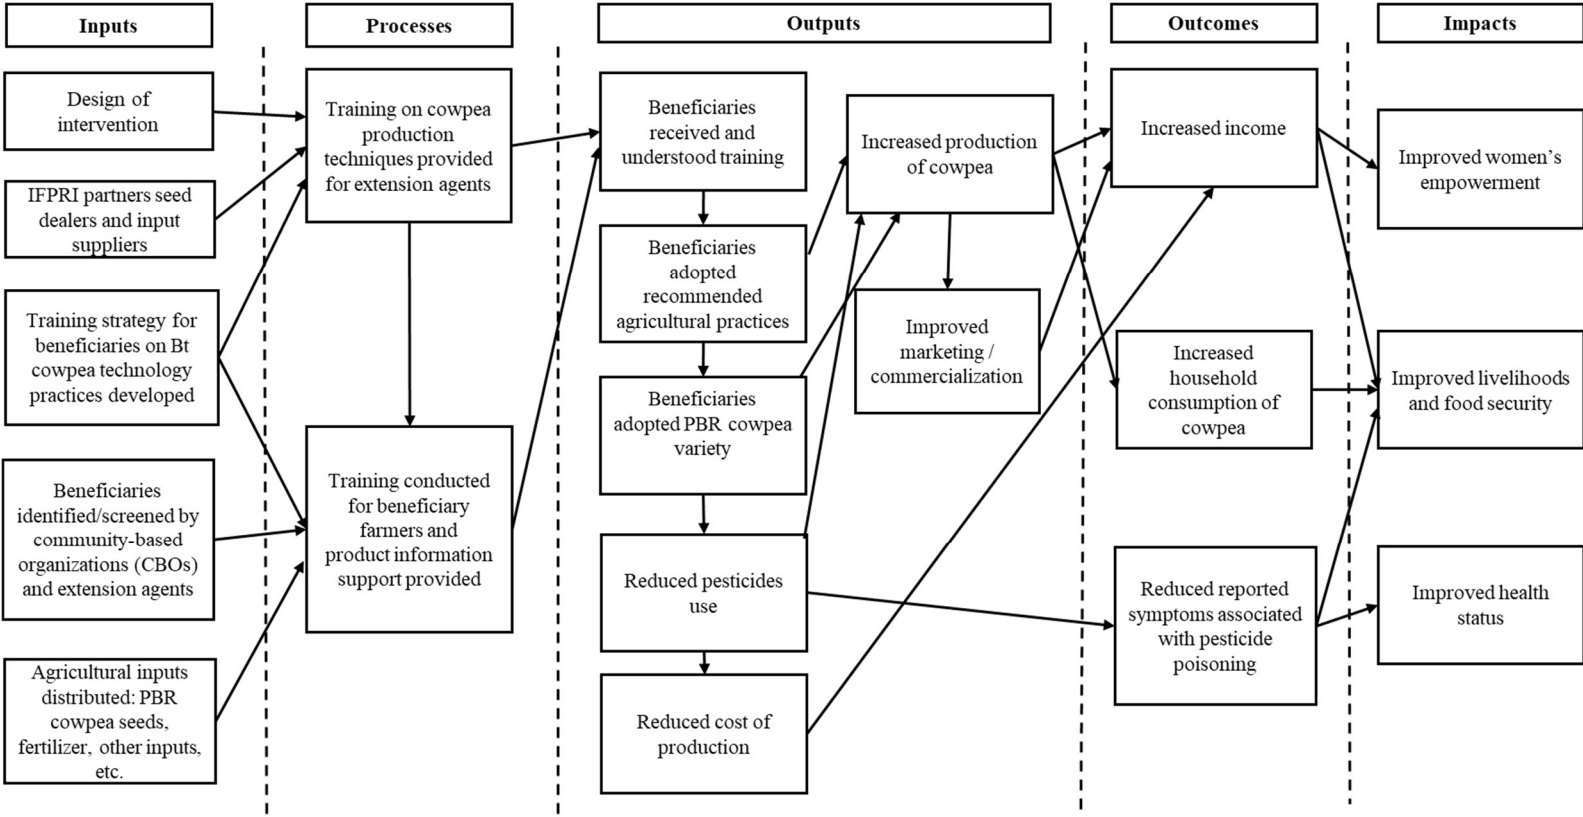 Inputs
Processes
Outputs
Outcomes
Impacts
Design of
intervention
IFPRI partners seed
dealers and input
suppliers
Training strategy for
beneficiaries on Bt
cowpea technology
practices developed
Beneficiaries
identified/screened by
community-based
organizations (CBOs)
and extension agents
Agricultural inputs
distributed: PBR
cowpea seeds,
fertilizer, other inputs,
etc.
Training on cowpea
production
techniques provided
for extension agents
Training conducted
for beneficiary
farmers and
product information
support provided
Beneficiaries
received and
understood training
Beneficiaries
adopted
recommended
agricultural practices
Beneficiaries
adopted PBR cowpea
variety
Reduced pesticides
use
Reduced cost of
production
Increased production
of cowpea
Improved
marketing /
commercialization
Increased income
Increased
household
consumption of
cowpea
Reduced reported
symptoms associated
with pesticide
poisoning
Improved women's
empowerment
Improved livelihoods
and food security
Improved health
status